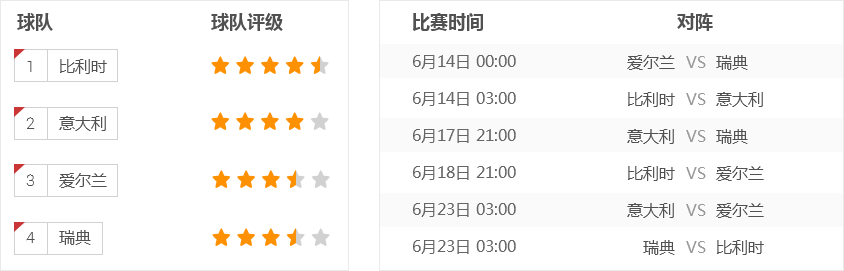 球队 球队评级
1 比利时
2 意大利
3 爱尔兰
4 瑞典
比赛时间 对阵
6月14日 00:00 爱尔兰 VS 瑞典
6月14日 03:00 比利时 VS 意大利
6月17日 21:00 意大利 VS 瑞典
6月18日 21:00 比利时 VS 爱尔兰
6月23日 03:00 意大利 VS 爱尔兰
6月23日 03:00 瑞典 VS 比利时